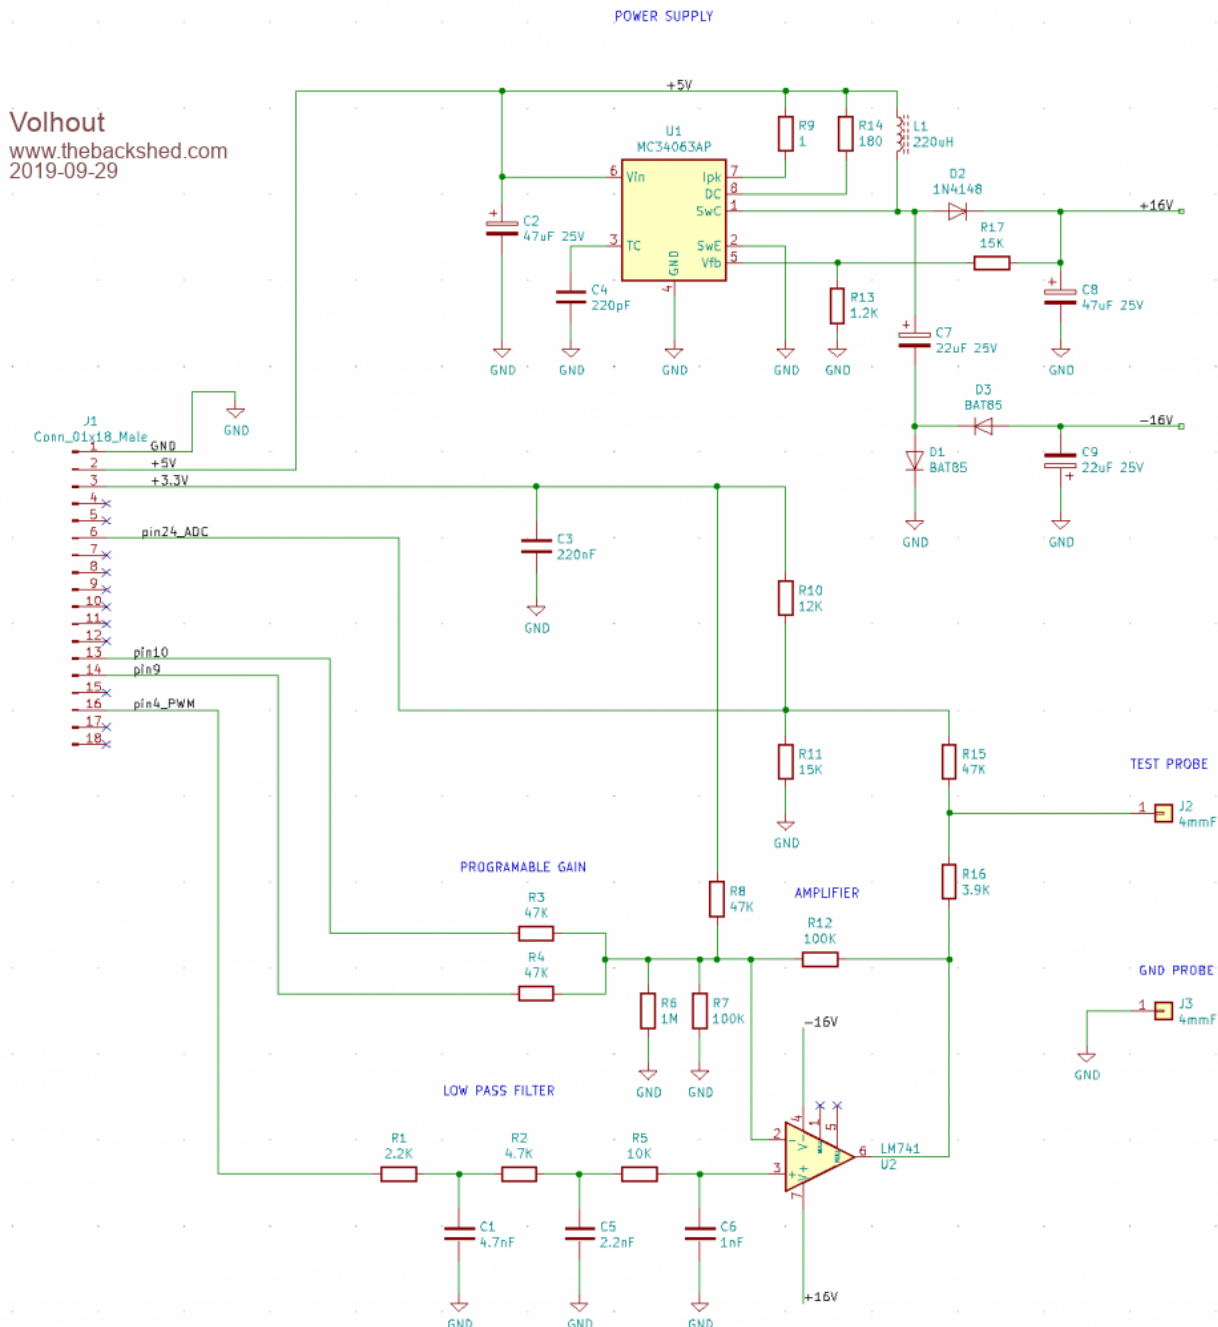 POWER SUPPLY
Volhout
www.thebackshed.com
2019-09-29
+5V
U1
MC34063AP
R9
1
R14
180
L1
220uH
6 Vin
Ipk 7
DC 8
SwC 1
3 TC
SwE 2
Vfb 5
GND
4
D2
1N4148
+16V
R17
15K
C2
47uF 25V
C4
220pF
R13
1.2K
C8
47uF 25V
C7
22uF 25V
GND
GND
GND
GND
GND
GND
D3
BAT85
-16V
D1
BAT85
C9
22uF 25V
GND
GND
GND
J1
Conn_01x18_Male
1 GND
2 +5V
3 +3.3V
4
5
6 pin24_ADC
7
8
9
10
11
12
13 pin10
14 pin9
15
16 pin4_PWM
17
18
C3
220nF
GND
R10
12K
R11
15K
GND
R15
47K
TEST PROBE
1
J2
4mmF
R16
3.9K
PROGRAMABLE GAIN
R3
47K
R4
47K
R8
47K
AMPLIFIER
R12
100K
R6
1M
R7
100K
GND
GND
GND PROBE
1
J3
4mmF
GND
-16V
LOW PASS FILTER
R1
2.2K
R2
4.7K
R5
10K
4
1
5
2
-
V-
3
+
V+
7
6
LM741
U2
C1
4.7nF
C5
2.2nF
C6
1nF
+16V
GND
GND
GND